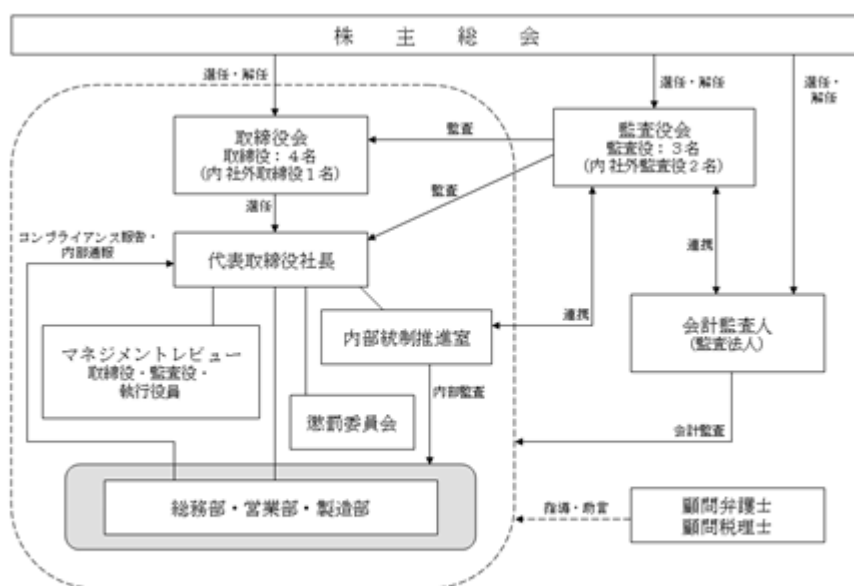 株主総会
選任・解任
選任・解任
選任・
解任
取締役会
取締役：４名
(内 社外取締役１名)
監査
監査役会
監査役：３名
(内 社外監査役２名)
選任
監査
コンプライアンス報告・
内部通報
代表取締役社長
連携
連携
マネジメントレビュー
取締役・監査役・
執行役員
内部統制推進室
会計監査人
(監査法人)
内部監査
懲罰委員会
会計監査
総務部・営業部・製造部
指導・助言
顧問弁護士
顧問税理士